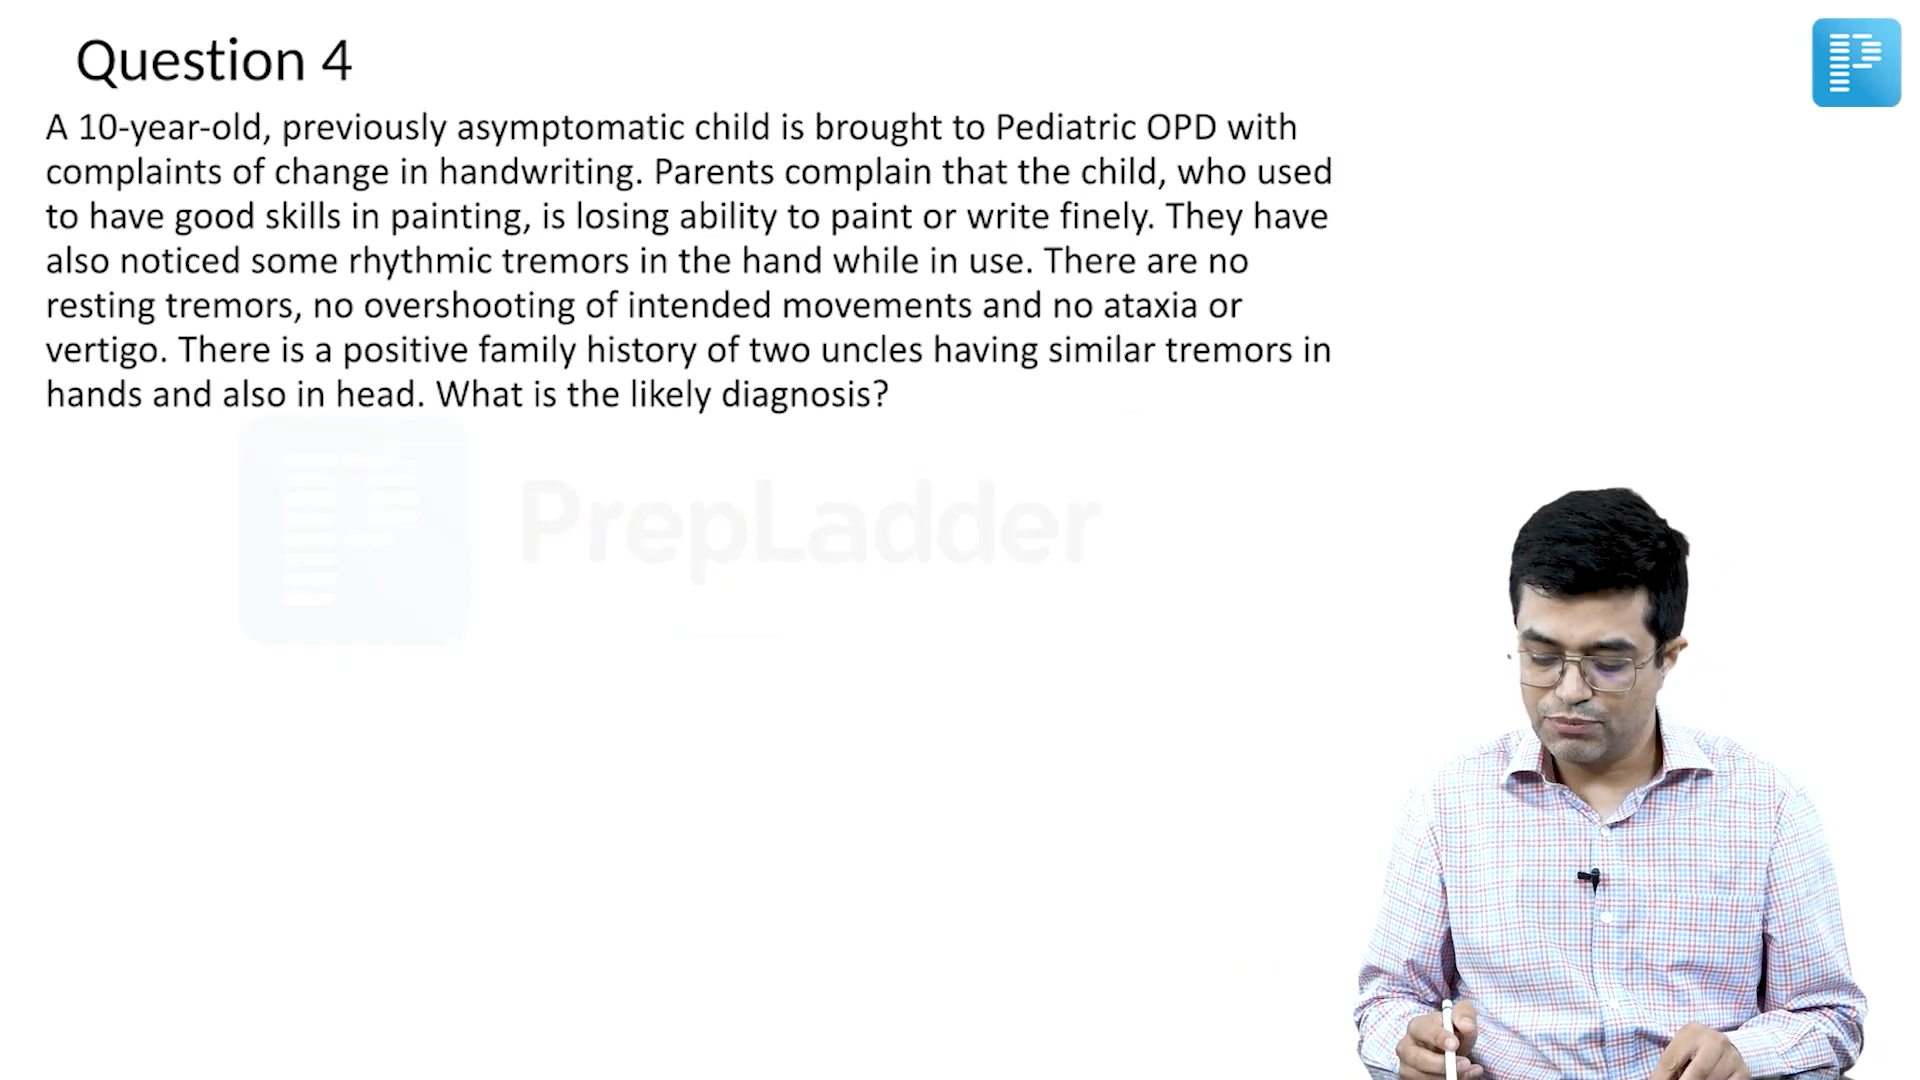 Question 4
A 10-year-old, previously asymptomatic child is brought to Pediatric OPD with
complaints of change in handwriting. Parents complain that the child, who used
to have good skills in painting, is losing ability to paint or write finely. They have
also noticed some rhythmic tremors in the hand while in use. There are no
resting tremors, no overshooting of intended movements and no ataxia or
vertigo. There is a positive family history of two uncles having similar tremors in
hands and also in head. What is the likely diagnosis?
PrepLadder